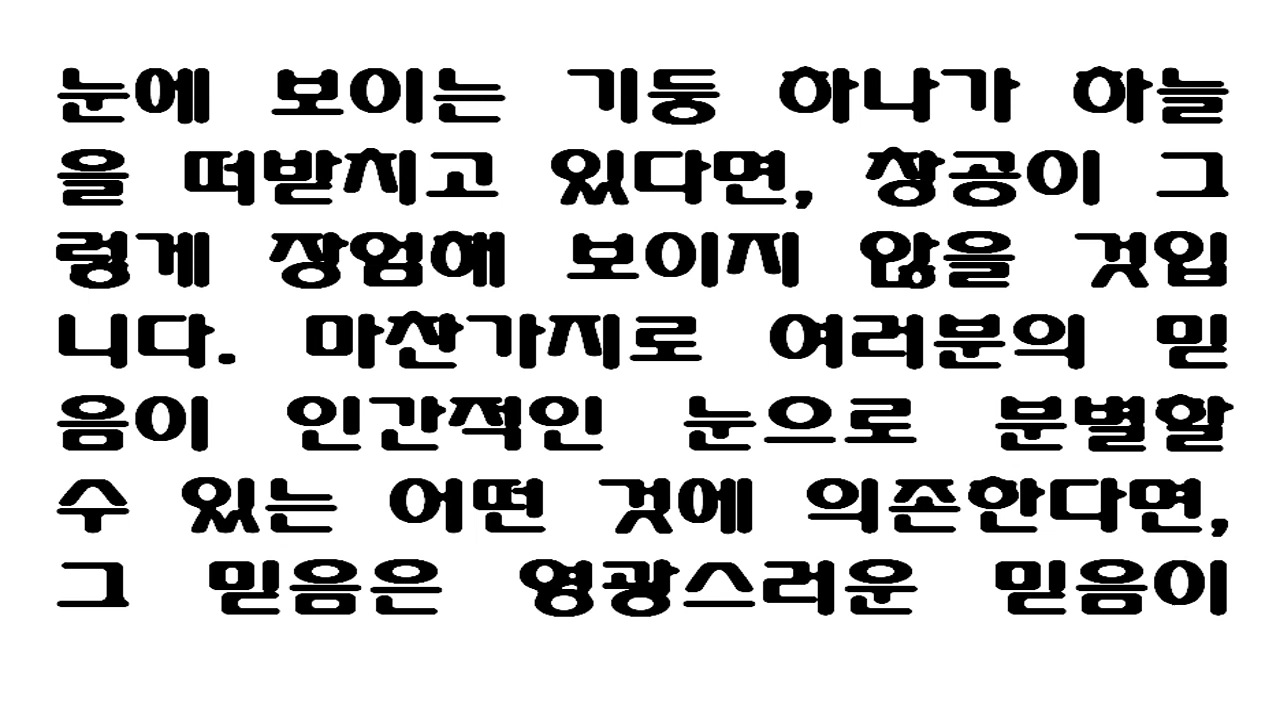 눈에 보이는 기둥 하나가 하늘
을 떠받치고 있다면, 창공이 그
렇게 장엄해 보이지 않을 것입
니다. 마찬가지로 여러분의 믿
음이 인간적인 눈으로 분별할
수 있는 어떤 것에 의존한다면,
그 믿음은 영광스러운 믿음이